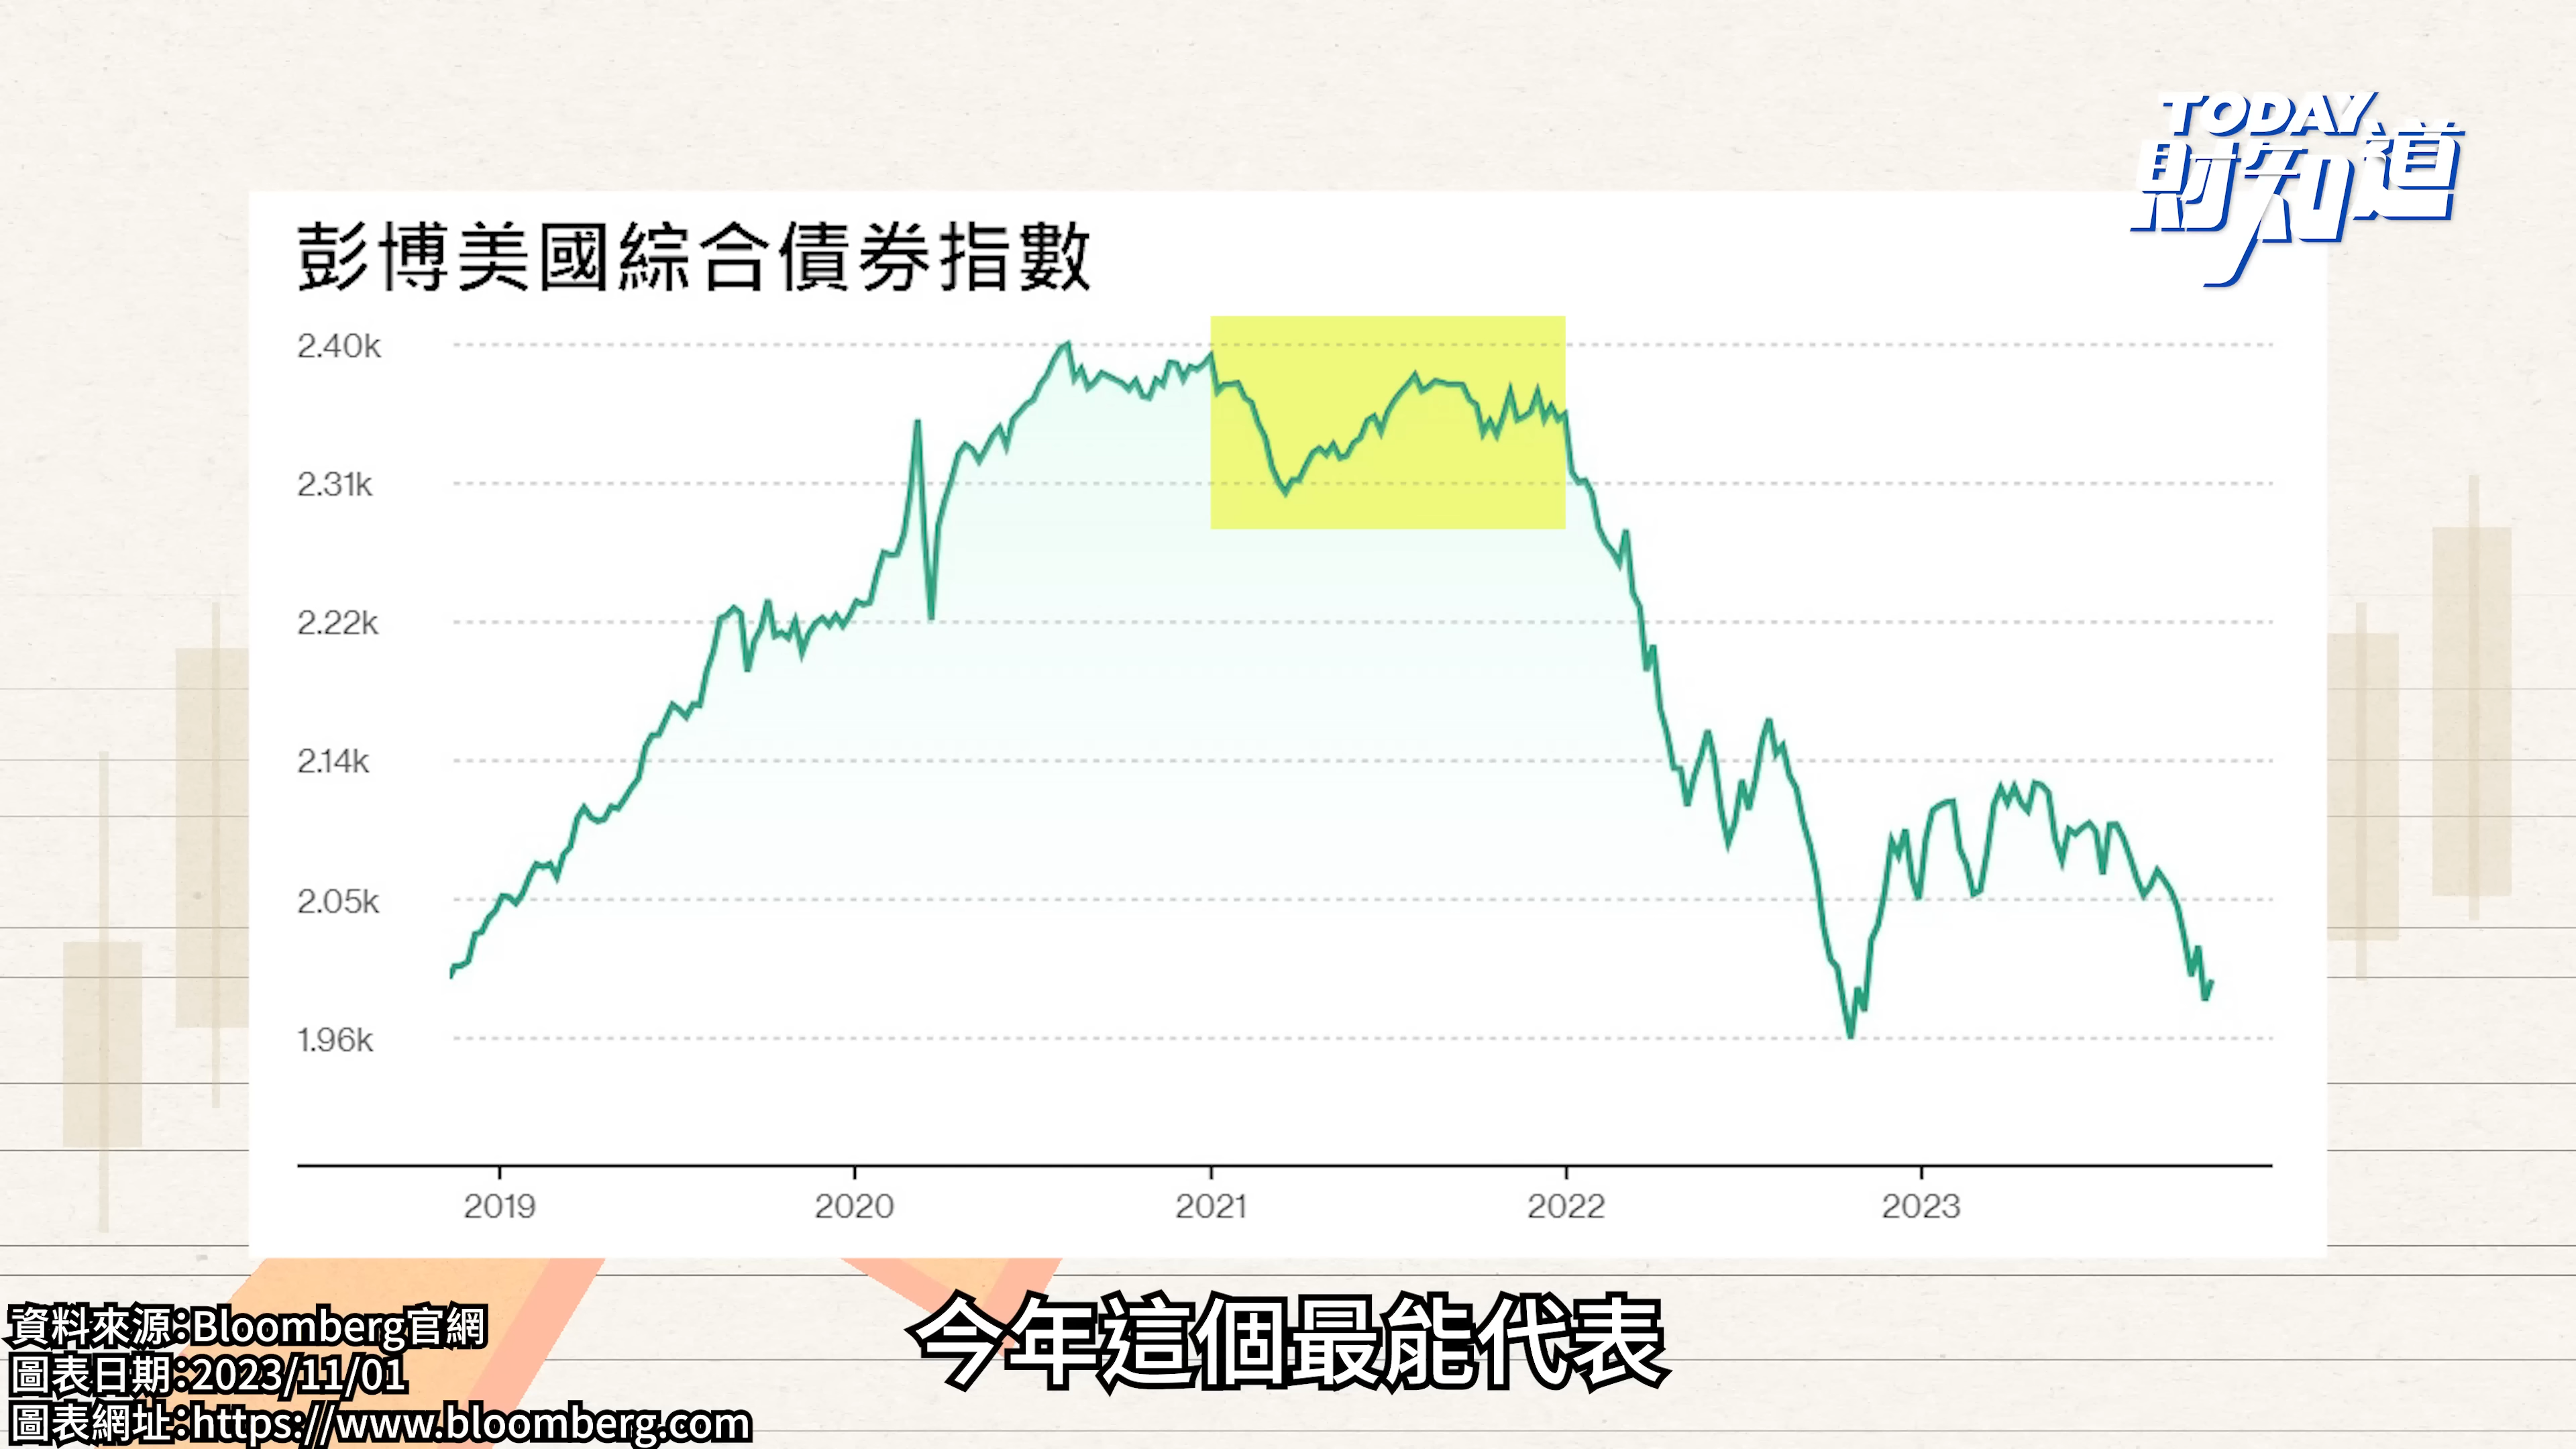 TODAY
財知道
彭博美國綜合債券指數
2.40k
2.31k
2.22k
2.14k
2.05k
1.96k
2019 2020 2021 2022 2023
今年這個最能代表
資料來源:Bloomberg官網
圖表日期:2023/11/01
圖表網址:https://www.bloomberg.com